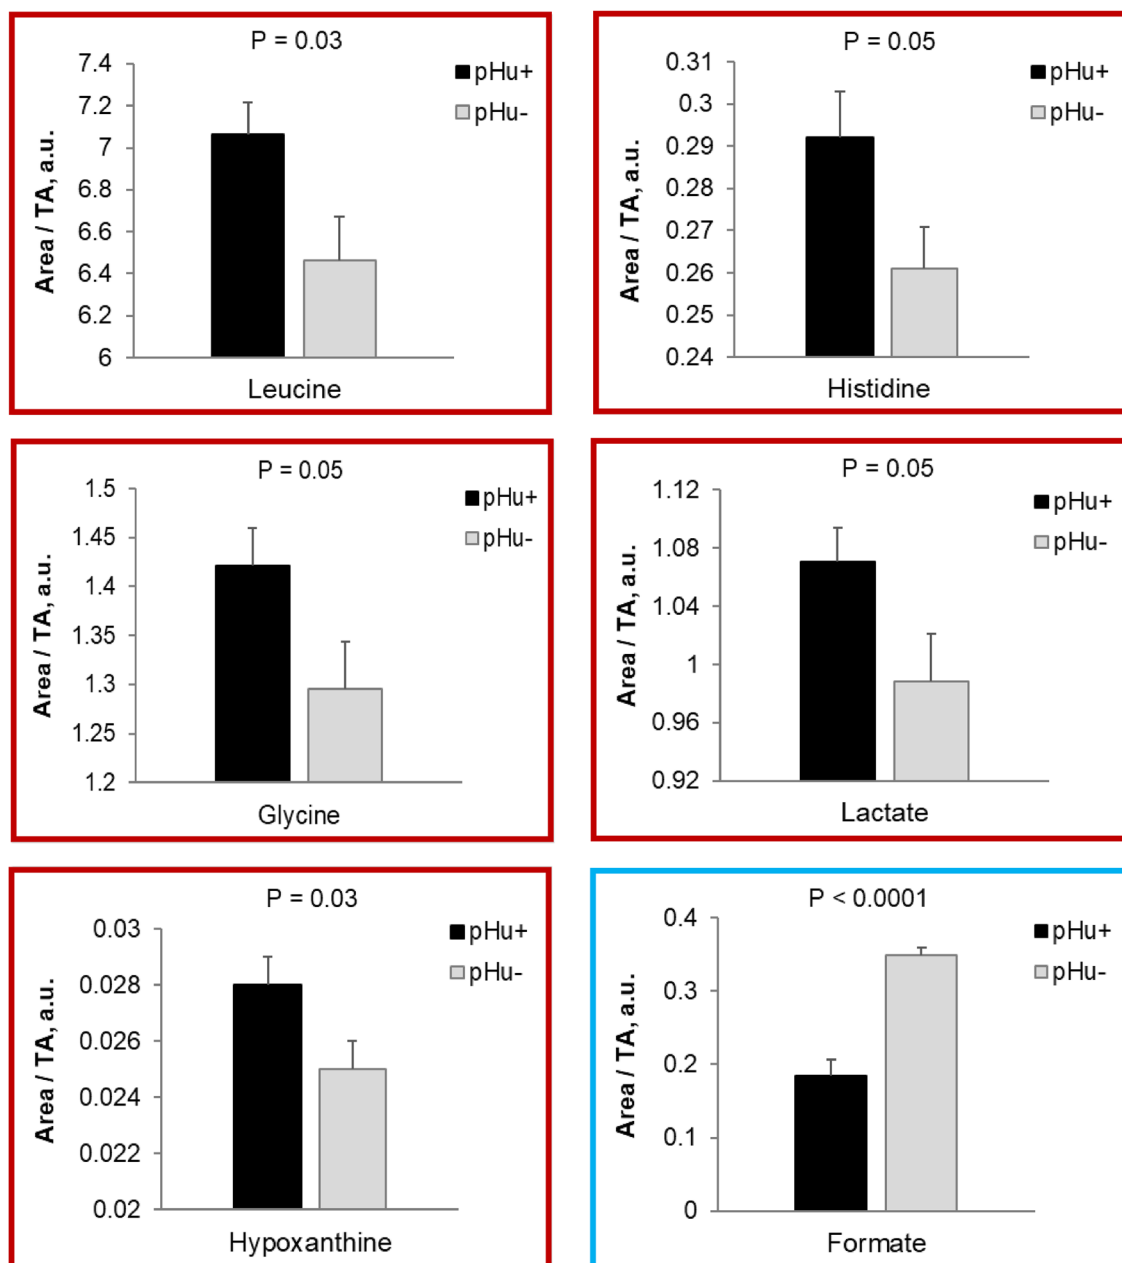 P = 0.03
7.4
7.2
7
6.8
6.6
6.4
6.2
6
Area / TA, a.u.
pHu+
pHu-
Leucine
P = 0.05
0.31
0.3
0.29
0.28
0.27
0.26
0.25
0.24
Area / TA, a.u.
pHu+
pHu-
Histidine
P = 0.05
1.5
1.45
1.4
1.35
1.3
1.25
1.2
Area / TA, a.u.
pHu+
pHu-
Glycine
P = 0.05
1.12
1.08
1.04
1
0.96
0.92
Area / TA, a.u.
pHu+
pHu-
Lactate
P = 0.03
0.03
0.028
0.026
0.024
0.022
0.02
Area / TA, a.u.
pHu+
pHu-
Hypoxanthine
P < 0.0001
0.4
0.3
0.2
0.1
0
Area / TA, a.u.
pHu+
pHu-
Formate